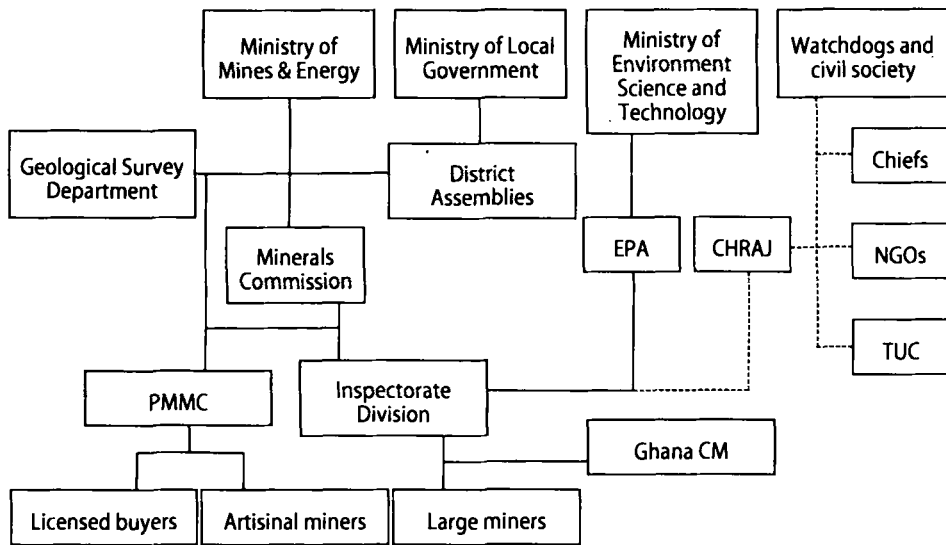 Ministry of
Mines & Energy
Ministry of Local
Government
Ministry of
Environment
Science and
Technology
Watchdogs and
civil society
Geological Survey
Department
District
Assemblies
Chiefs
Minerals
Commission
EPA
CHRAJ
NGOs
TUC
PMMC
Inspectorate
Division
Ghana CM
Licensed buyers
Artisinal miners
Large miners